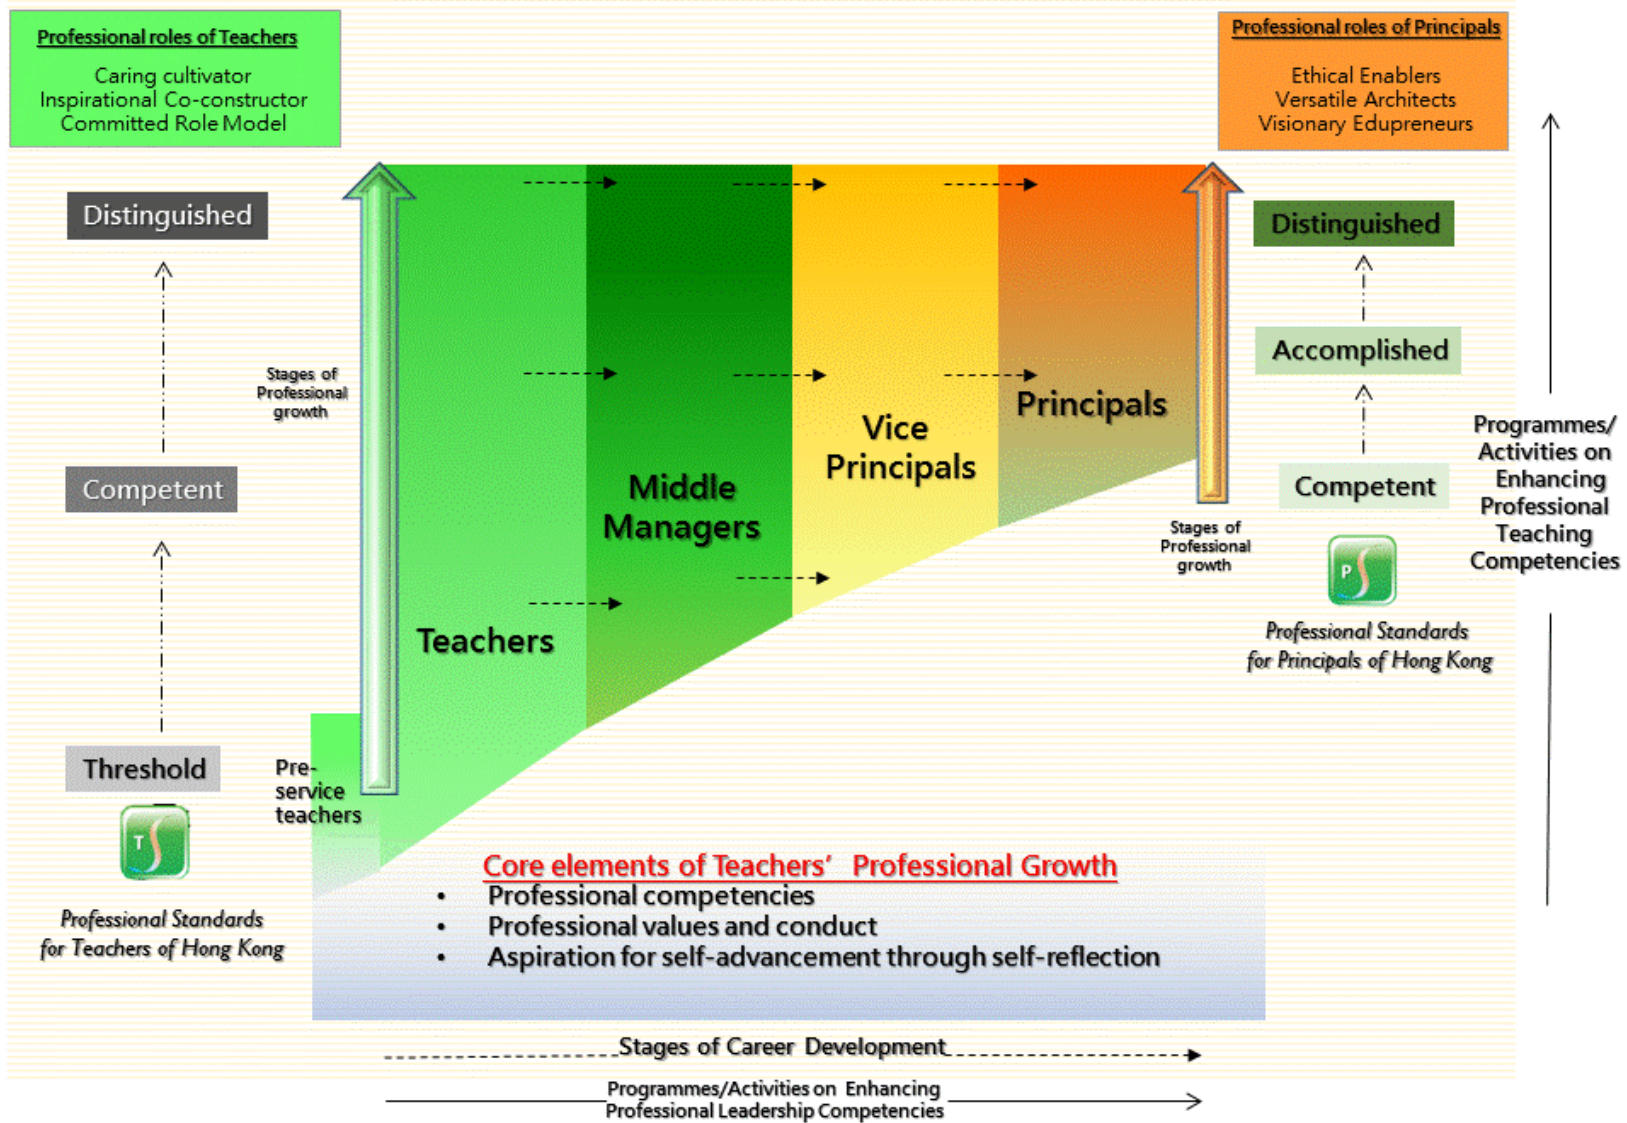 Professional roles of Teachers
Caring cultivator
Inspirational Co-constructor
Committed Role Model
Professional roles of Principals
Ethical Enablers
Versatile Architects
Visionary Edupreneurs
Distinguished
Competent
Threshold
T
Professional Standards
for Teachers of Hong Kong
Stages of
Professional
growth
Pre-
service
teachers
Teachers
Middle
Managers
Vice
Principals
Principals
Stages of
Professional
growth
Distinguished
Accomplished
Competent
P
Professional Standards
for Principals of Hong Kong
Programmes/
Activities on
Enhancing
Professional
Teaching
Competencies
Core elements of Teachers’ Professional Growth
• Professional competencies
• Professional values and conduct
• Aspiration for self-advancement through self-reflection
Stages of Career Development
Programmes/Activities on Enhancing
Professional Leadership Competencies